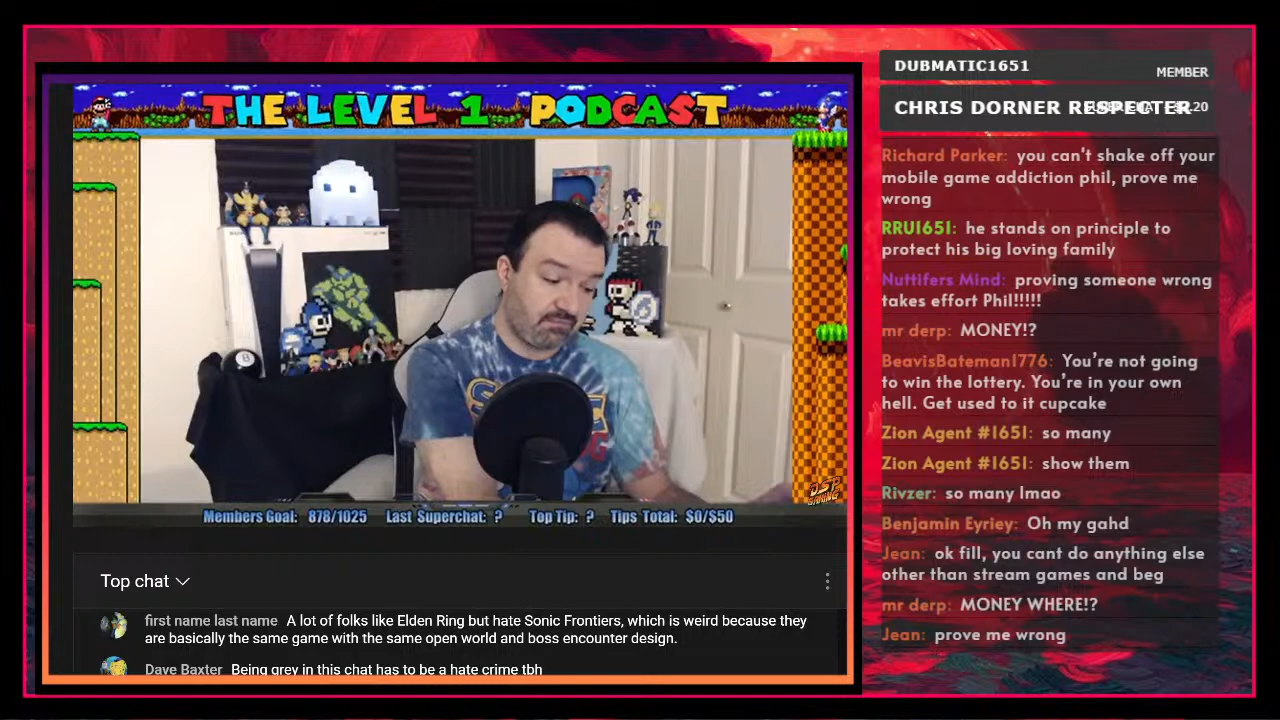 THE LEVEL 1 PODCAST
DSP
GAMING
Members Goal: 878/1025 Last Superchat: ? Top Tip: ? Tips Total: $0/$50
Top chat
first name last name A lot of folks like Elden Ring but hate Sonic Frontiers, which is weird because they
are basically the same game with the same open world and boss encounter design.
Dave Baxter Being grey in this chat has to be a hate crime tbh
DUBMATIC1651
MEMBER
CHRIS DORNER RESPECTER
Richard Parker: you can't shake off your
mobile game addiction phil, prove me
wrong
RRU1651: he stands on principle to
protect his big loving family
Nuttifers Mind: proving someone wrong
takes effort Phil!!!!!
mr derp: MONEY!?
BeavisBateman1776: You're not going
to win the lottery. You're in your own
hell. Get used to it cupcake
Zion Agent #1651: so many
Zion Agent #1651: show them
Rivzer: so many lmao
Benjamin Eyriey: Oh my gahd
Jean: ok fill, you cant do anything else
other than stream games and beg
mr derp: MONEY WHERE!?
Jean: prove me wrong